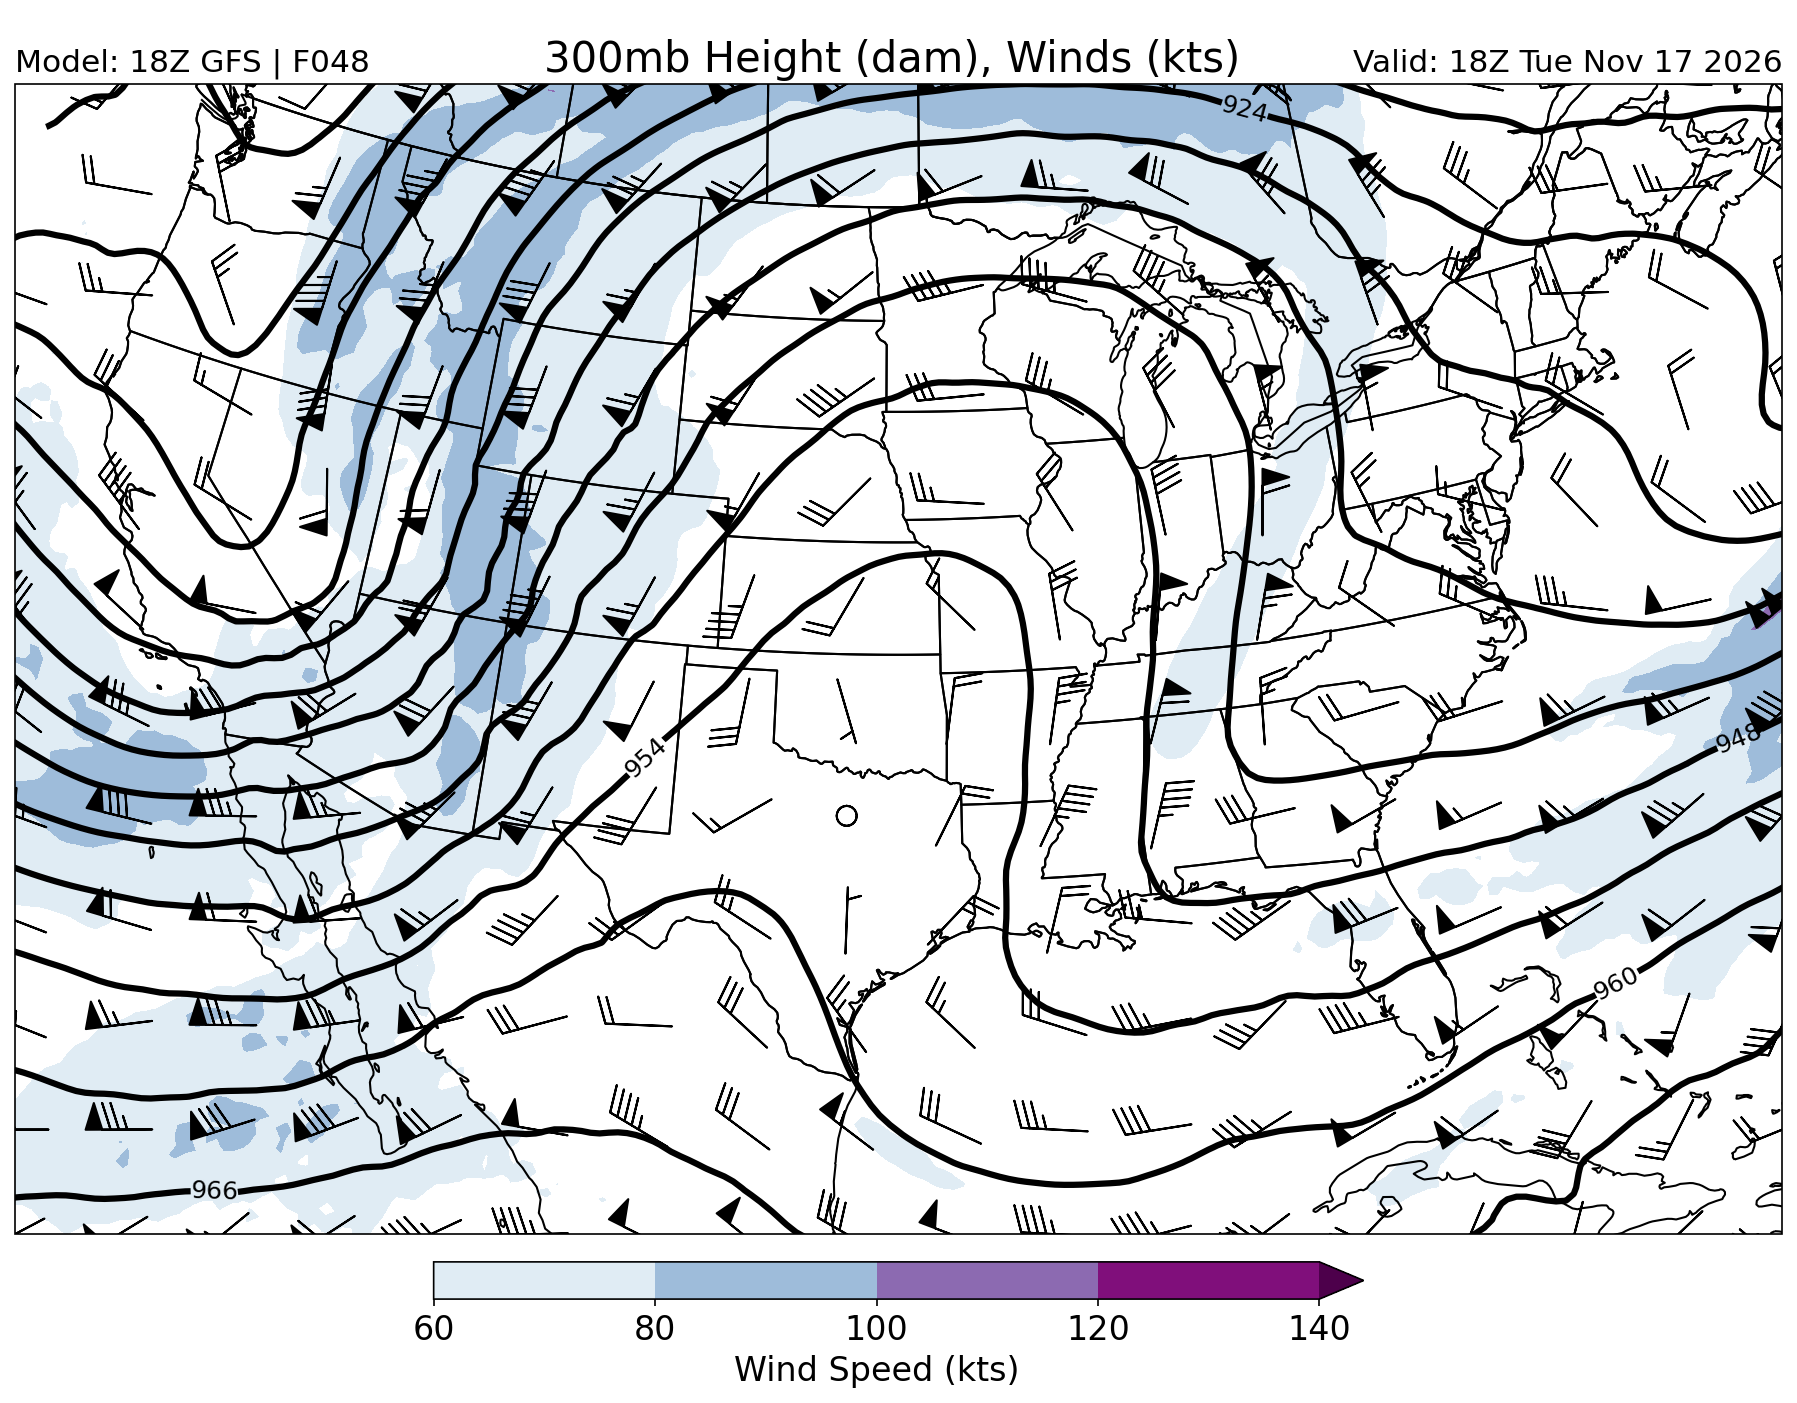 Model: 18Z GFS | F048
300mb Height (dam), Winds (kts)
Valid: 18Z Tue Nov 17 2026
924
954
948
960
966
60 80 100 120 140
Wind Speed (kts)